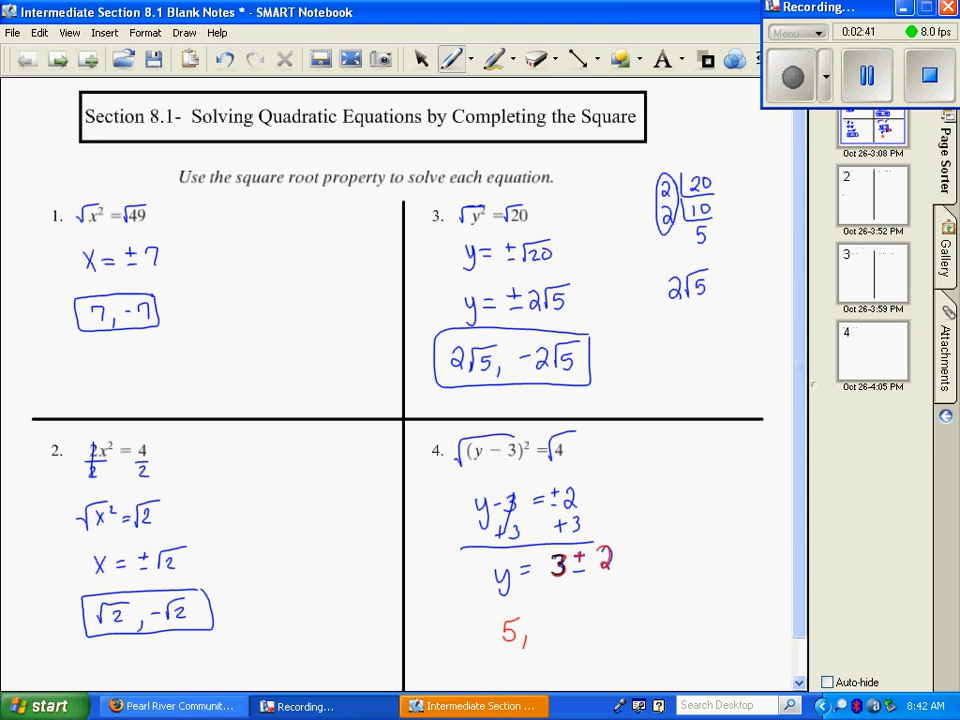 Intermediate Section 8.1 Blank Notes * - SMART Notebook
Recording...
File Edit View Insert Format Draw Help
Menu
0:02:41
8.0 fps
Section 8.1- Solving Quadratic Equations by Completing the Square
Use the square root property to solve each equation.
1. √x² = √49
x = ± 7
7, -7
3. √y² = √20
y = ± √20
y = ± 2√5
2√5, -2√5
2 20
2 10
5
2√5
2. 2x² = 4
2 2
√x² = √2
x = ± √2
√2, -√2
4. √(y − 3)² = √4
y - 3 = ± 2
+3 +3
y = 3 ± 2
5,
Oct 26-3:08 PM
2
Oct 26-3:52 PM
3
Oct 26-3:59 PM
4
Oct 26-4:05 PM
Page Sorter
Gallery
Attachments
Auto-hide
start
Pearl River Communit...
Recording...
Intermediate Section ...
Search Desktop
8:42 AM